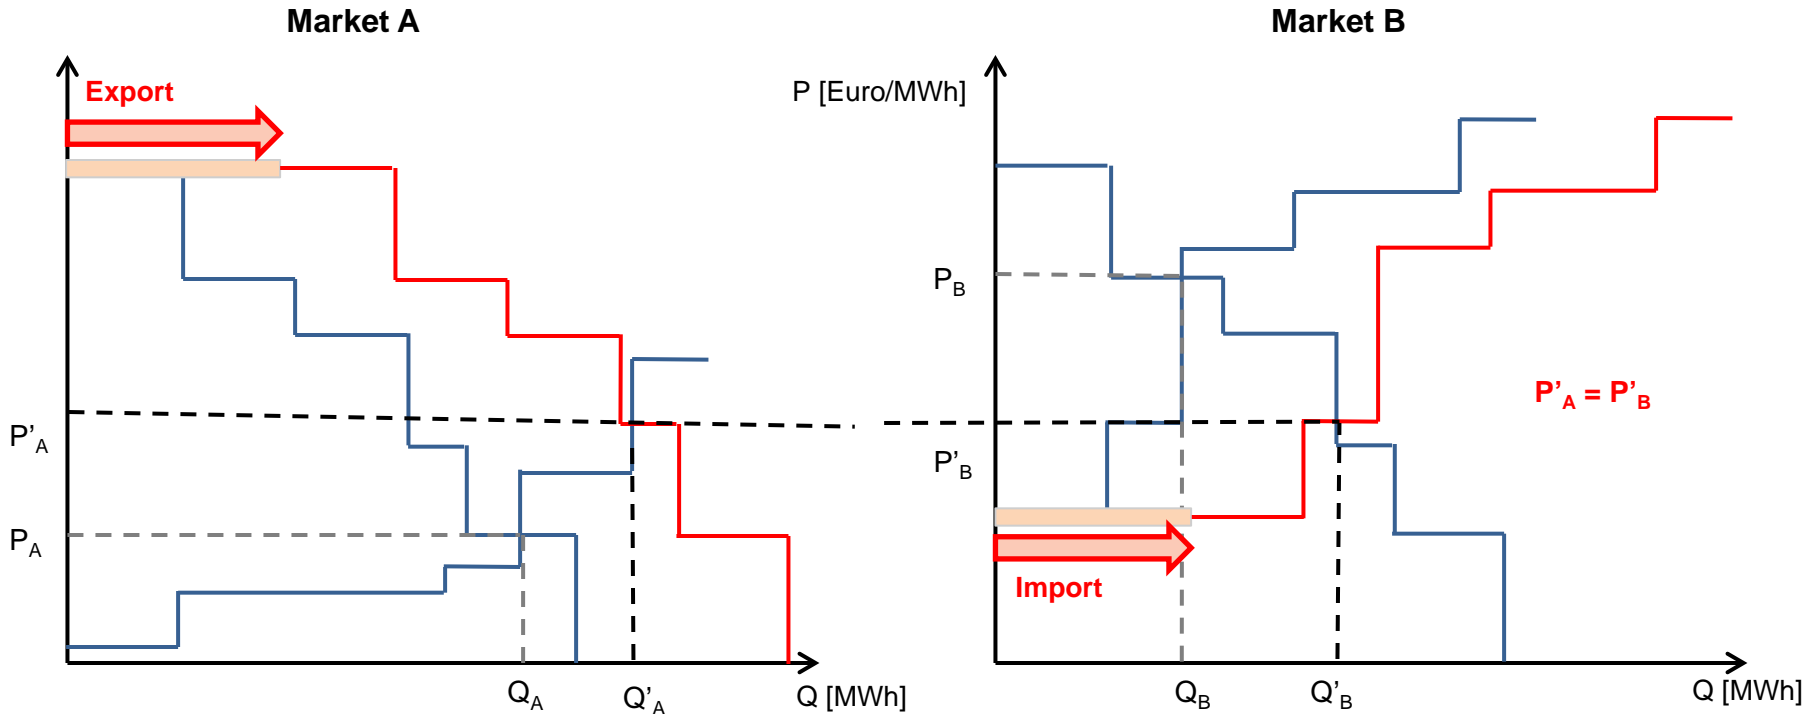 Market A
Export
P'A
PA
QA
Q'A
Q [MWh]
Market B
P [Euro/MWh]
PB
P'B
Import
P'A = P'B
QB
Q'B
Q [MWh]